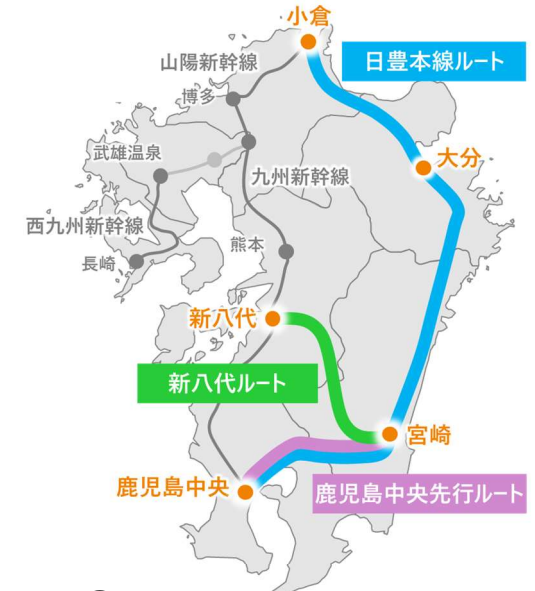 小倉
日豊本線ルート
山陽新幹線
博多
武雄温泉
大分
九州新幹線
西九州新幹線
熊本
長崎
新八代
新八代ルート
宮崎
鹿児島中央
鹿児島中央先行ルート